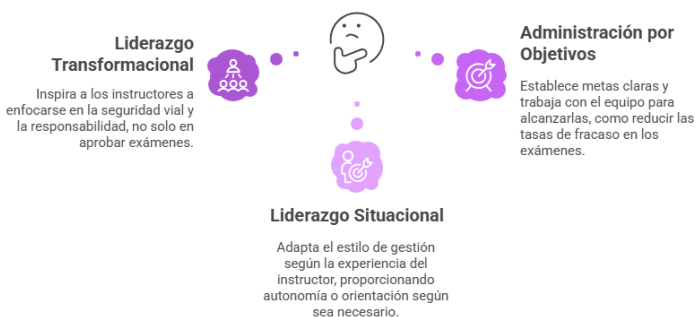 Liderazgo
Transformacional
Inspira a los instructores a
enfocarse en la seguridad vial y
la responsabilidad, no solo en
aprobar exámenes.
Administración por
Objetivos
Establece metas claras y
trabaja con el equipo para
alcanzarlas, como reducir las
tasas de fracaso en los
exámenes.
Liderazgo Situacional
Adapta el estilo de gestión
según la experiencia del
instructor, proporcionando
autonomía o orientación según
sea necesario.